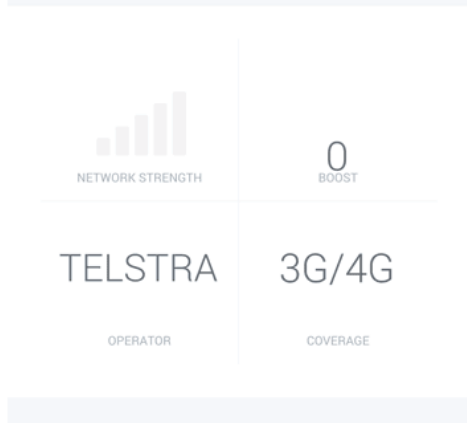 NETWORK STRENGTH
0
BOOST
TELSTRA
OPERATOR
3G/4G
COVERAGE